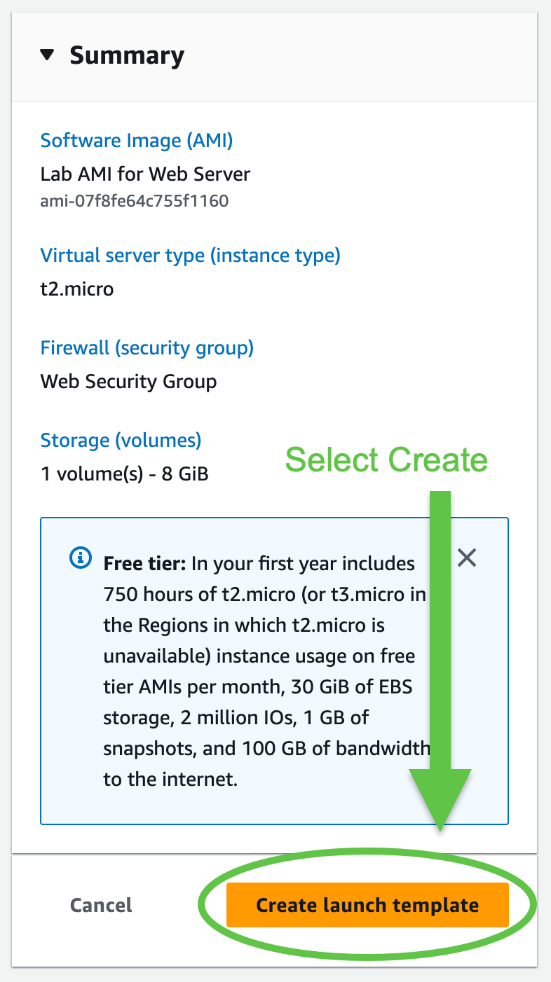 Summary
Software Image (AMI)
Lab AMI for Web Server
ami-07f8fe64c755f1160
Virtual server type (instance type)
t2.micro
Firewall (security group)
Web Security Group
Storage (volumes)
1 volume(s) - 8 GiB
Select Create
Free tier: In your first year includes
750 hours of t2.micro (or t3.micro in
the Regions in which t2.micro is
unavailable) instance usage on free
tier AMIs per month, 30 GiB of EBS
storage, 2 million IOs, 1 GB of
snapshots, and 100 GB of bandwidth
to the internet.
Cancel
Create launch template